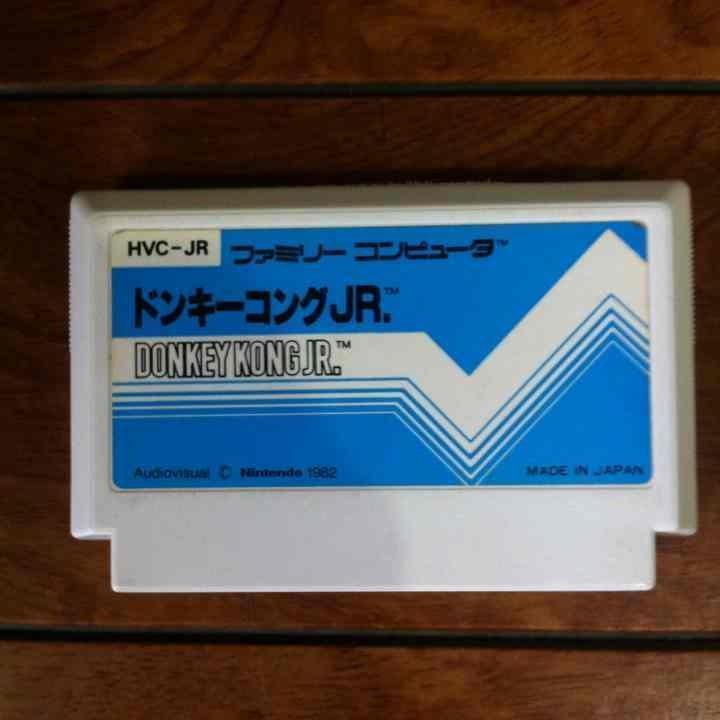 HVC-JR ファミリー コンピュータ™
ドンキーコングJR.™
DONKEY KONG JR.™
Audiovisual © Nintendo 1982 MADE IN JAPAN